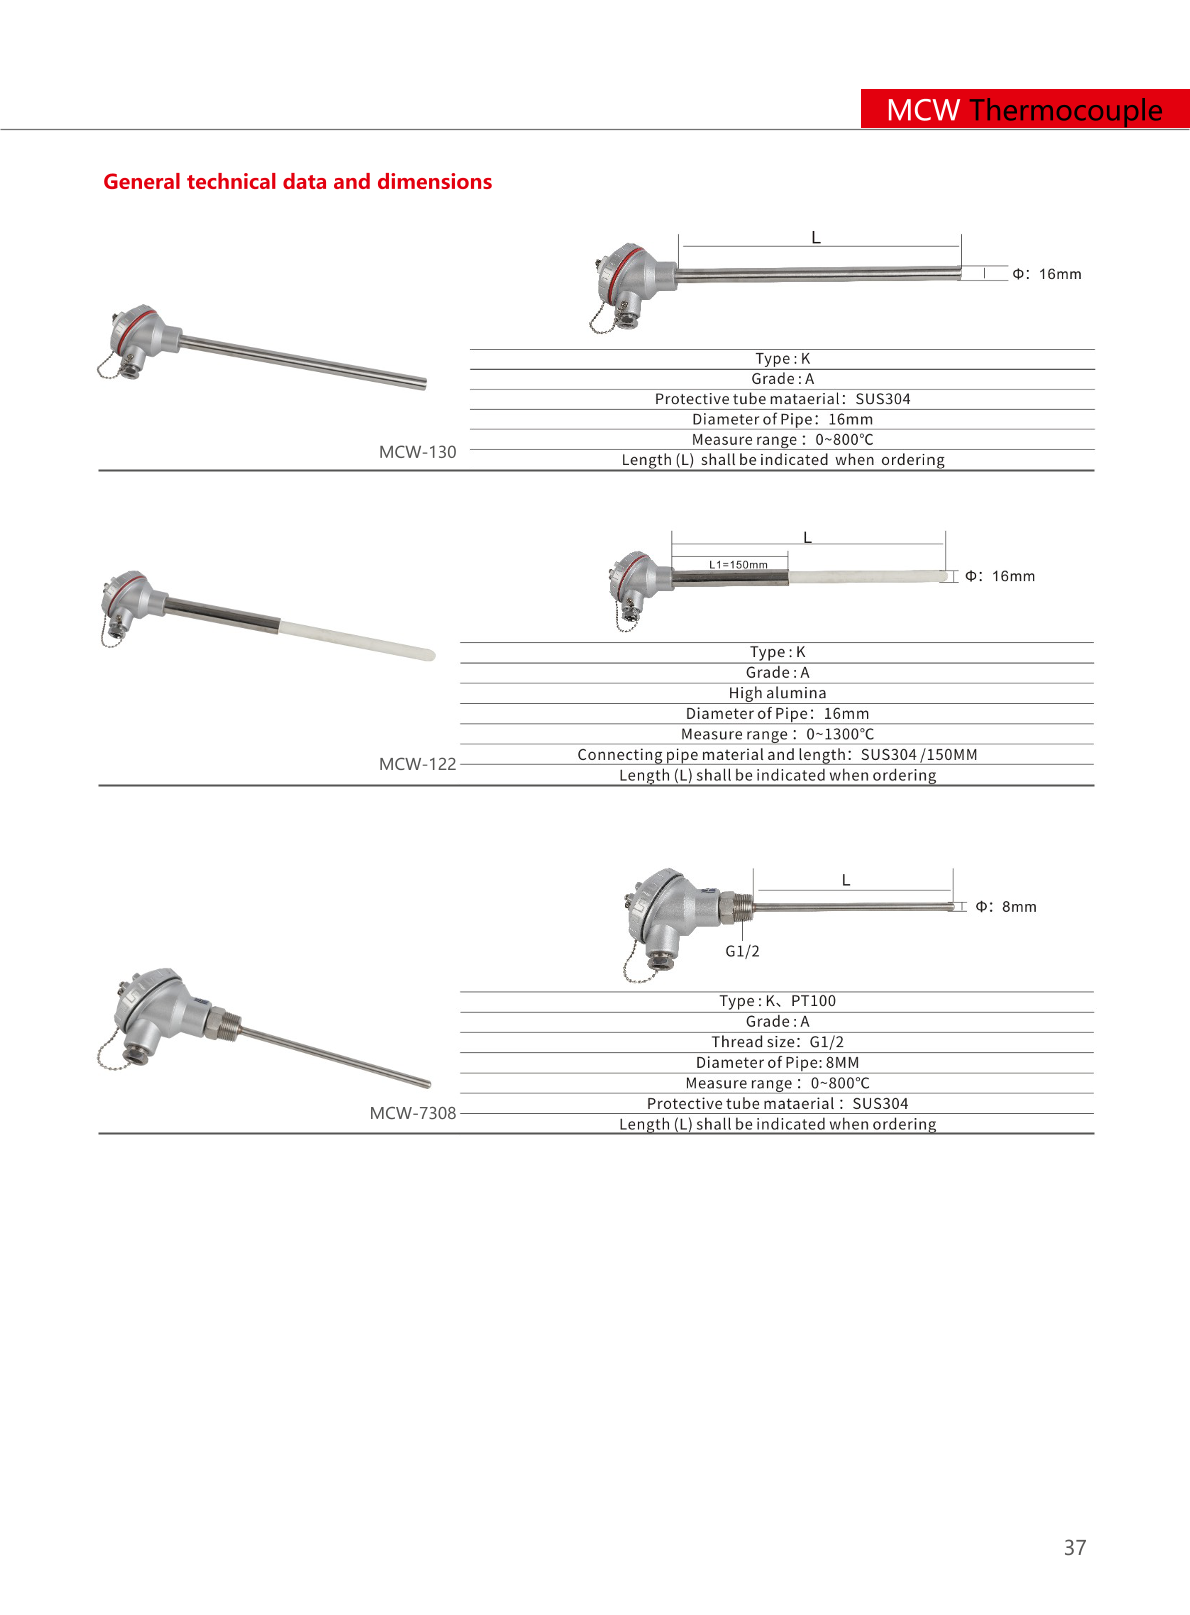 MCW Thermocouple
General technical data and dimensions
L
Φ：16mm
Type : K
Grade : A
Protective tube mataerial：SUS304
Diameter of Pipe：16mm
Measure range：0~800℃
MCW-130
Length (L) shall be indicated when ordering
L
L1=150mm
Φ：16mm
Type : K
Grade : A
High alumina
Diameter of Pipe：16mm
Measure range：0~1300℃
Connecting pipe material and length：SUS304 /150MM
MCW-122
Length (L) shall be indicated when ordering
L
Φ：8mm
G1/2
Type : K、PT100
Grade : A
Thread size：G1/2
Diameter of Pipe: 8MM
Measure range：0~800℃
Protective tube mataerial：SUS304
MCW-7308
Length (L) shall be indicated when ordering
37